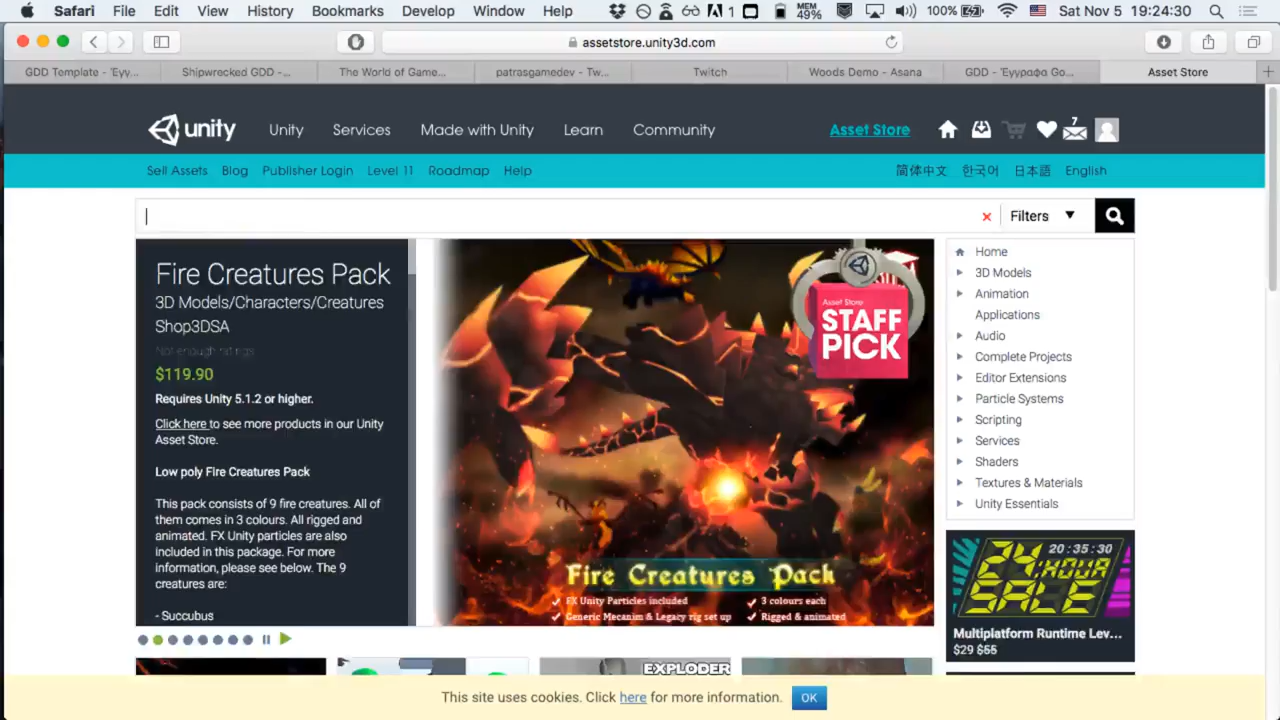 Safari File Edit View History Bookmarks Develop Window Help 1 MEM 49% 100% Sat Nov 5 19:24:30
assetstore.unity3d.com
GDD Template - Έγγ... Shipwrecked GDD -... The World of Game... patrasgamedev - Tw... Twitch Woods Demo - Asana GDD - Έγγραφα Go... Asset Store
unity Unity Services Made with Unity Learn Community Asset Store 7
Sell Assets Blog Publisher Login Level 11 Roadmap Help 简体中文 한국어 日本語 English
Filters
Fire Creatures Pack
3D Models/Characters/Creatures
Shop3DSA
Not enough ratings
$119.90
Requires Unity 5.1.2 or higher.
Click here to see more products in our Unity
Asset Store.
Low poly Fire Creatures Pack
This pack consists of 9 fire creatures. All of
them comes in 3 colours. All rigged and
animated. FX Unity particles are also
included in this package. For more
information, please see below. The 9
creatures are:
- Succubus
Asset Store
STAFF
PICK
Fire Creatures Pack
FX Unity Particles included 3 colours each
Generic Mecanim & Legacy rig set up Rigged & animated
Home
3D Models
Animation
Applications
Audio
Complete Projects
Editor Extensions
Particle Systems
Scripting
Services
Shaders
Textures & Materials
Unity Essentials
20:35:30
24 HOUR
SALE
Multiplatform Runtime Lev...
$29 $65
EXPLODER
This site uses cookies. Click here for more information. OK